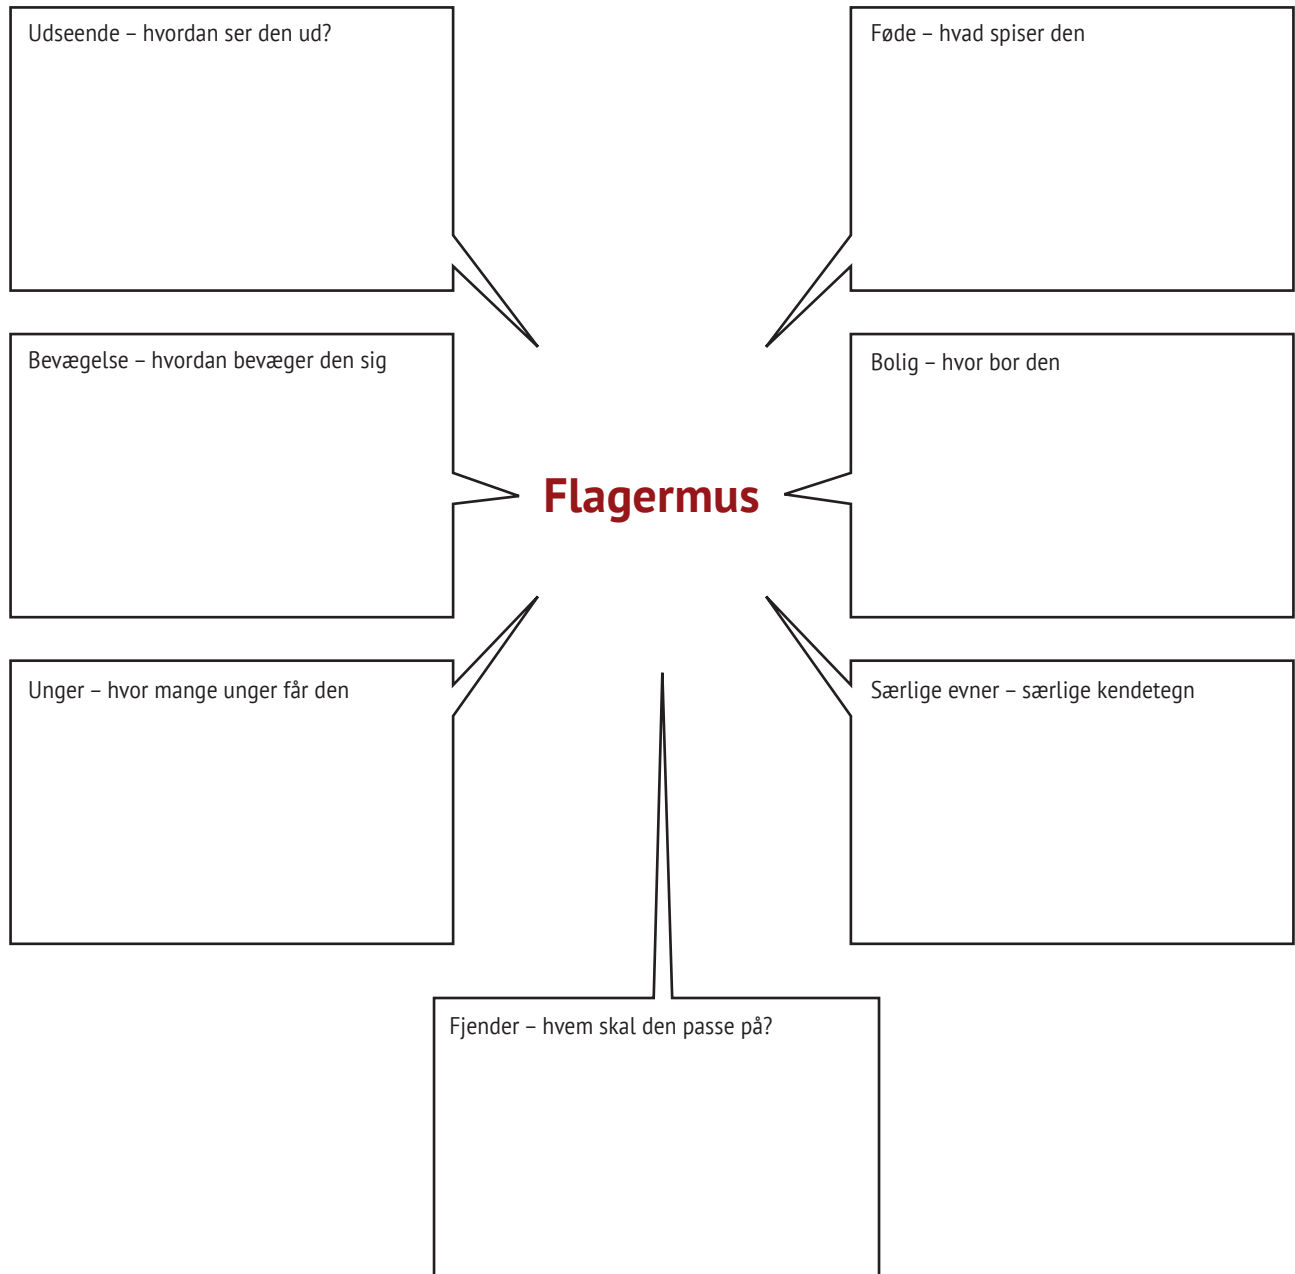 Udseende – hvordan ser den ud?
Føde – hvad spiser den
Bevægelse – hvordan bevæger den sig
Bolig – hvor bor den
Flagermus
Unger – hvor mange unger får den
Særlige evner – særlige kendetegn
Fjender – hvem skal den passe på?